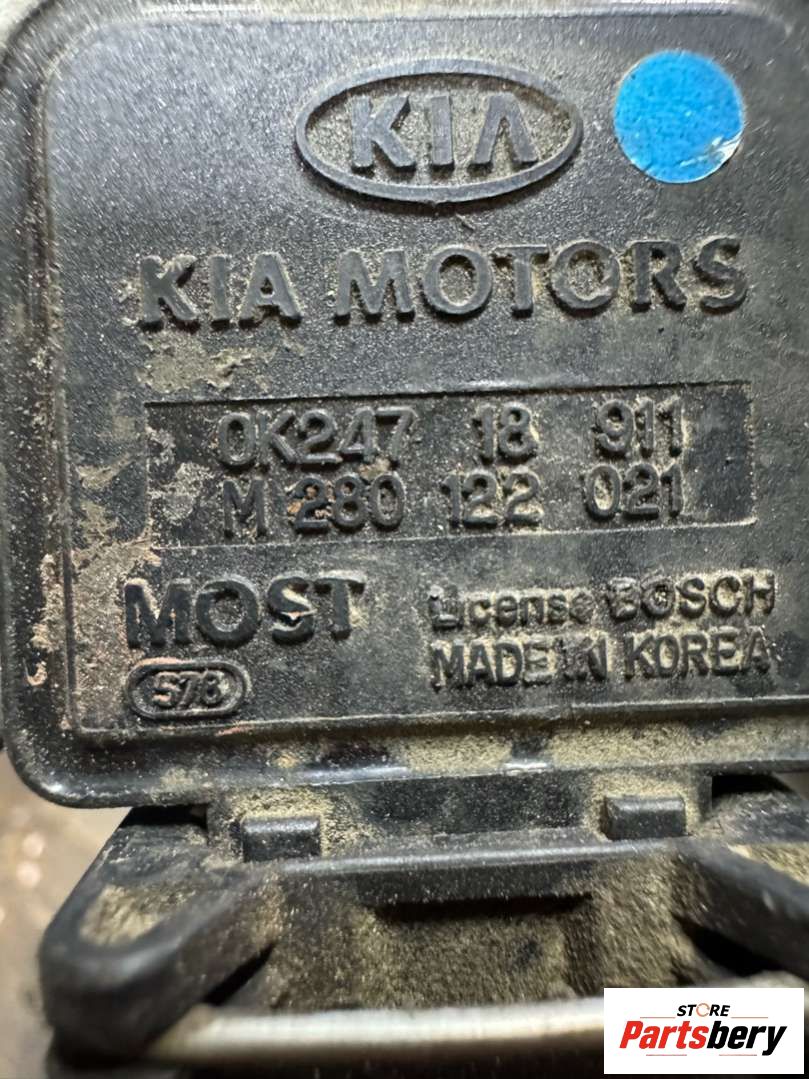 KIA
KIA MOTORS
0K247 18 911
M 280 122 021
MOST License BOSCH
578 MADE IN KOREA
STORE
Partsbery